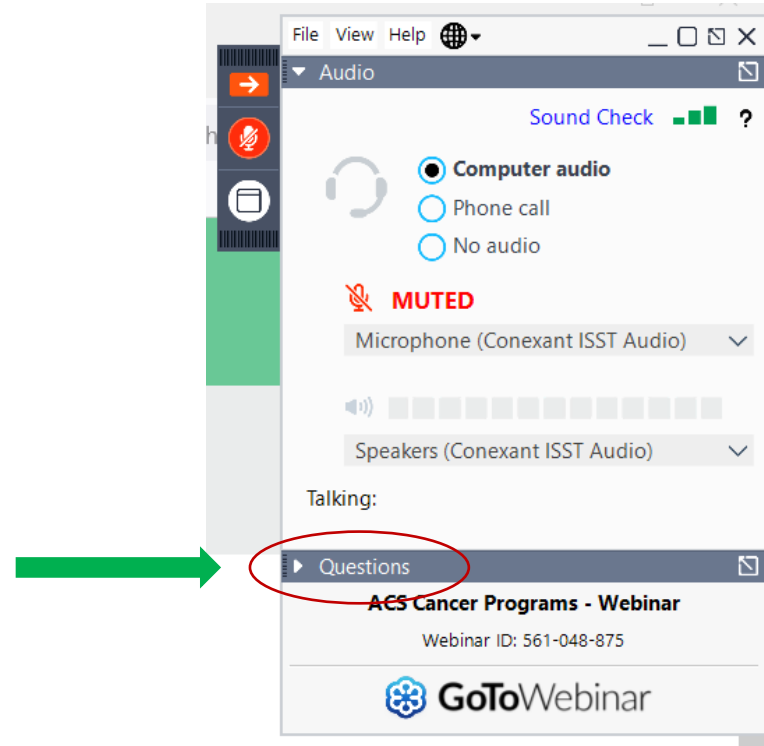 File View Help
Audio
Sound Check ?
h
Computer audio
Phone call
No audio
MUTED
Microphone (Conexant ISST Audio)
Speakers (Conexant ISST Audio)
Talking:
Questions
ACS Cancer Programs - Webinar
Webinar ID: 561-048-875
GoToWebinar